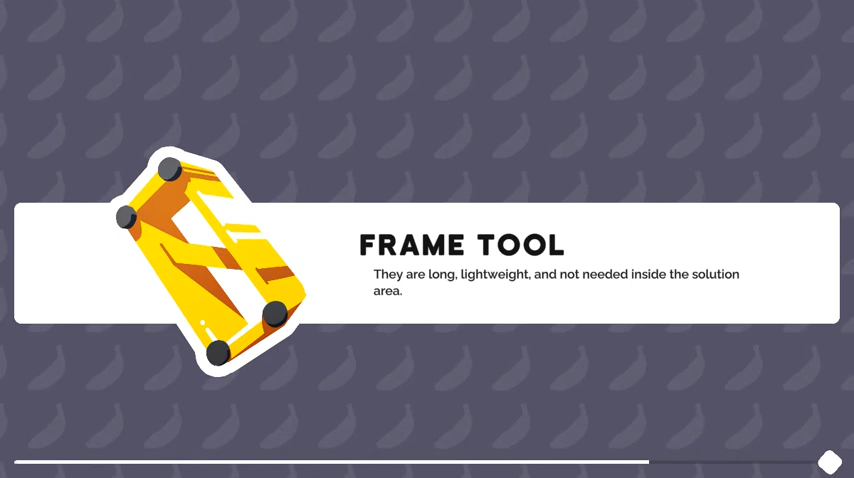 FRAME TOOL
They are long, lightweight, and not needed inside the solution
area.